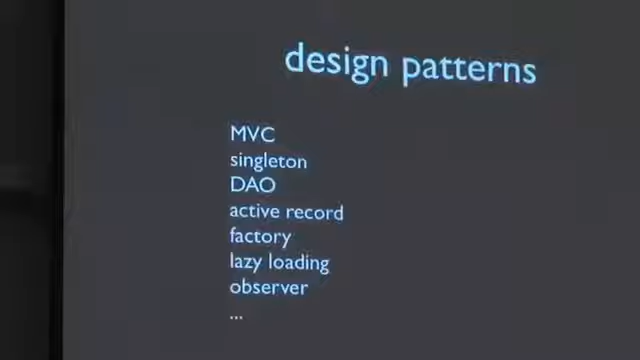 design patterns
MVC
singleton
DAO
active record
factory
lazy loading
observer
...